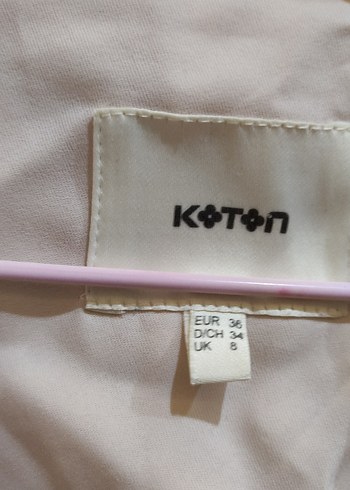 KOTON
EUR 36
D/CH 34
UK 8